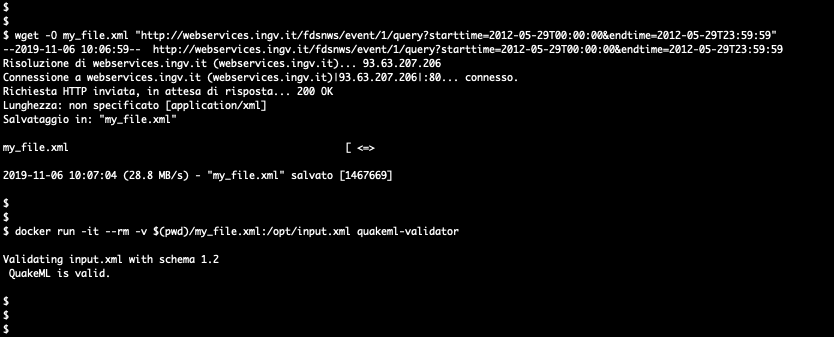 $
$
$ wget -O my_file.xml "http://webservices.ingv.it/fdsnws/event/1/query?starttime=2012-05-29T00:00:00&endtime=2012-05-29T23:59:59"
--2019-11-06 10:06:59--  http://webservices.ingv.it/fdsnws/event/1/query?starttime=2012-05-29T00:00:00&endtime=2012-05-29T23:59:59
Risoluzione di webservices.ingv.it (webservices.ingv.it)... 93.63.207.206
Connessione a webservices.ingv.it (webservices.ingv.it)|93.63.207.206|:80... connesso.
Richiesta HTTP inviata, in attesa di risposta... 200 OK
Lunghezza: non specificato [application/xml]
Salvataggio in: "my_file.xml"
my_file.xml [ <=>
2019-11-06 10:07:04 (28.8 MB/s) - "my_file.xml" salvato [1467669]
$
$
$ docker run -it --rm -v $(pwd)/my_file.xml:/opt/input.xml quakeml-validator
Validating input.xml with schema 1.2
QuakeML is valid.
$
$
$